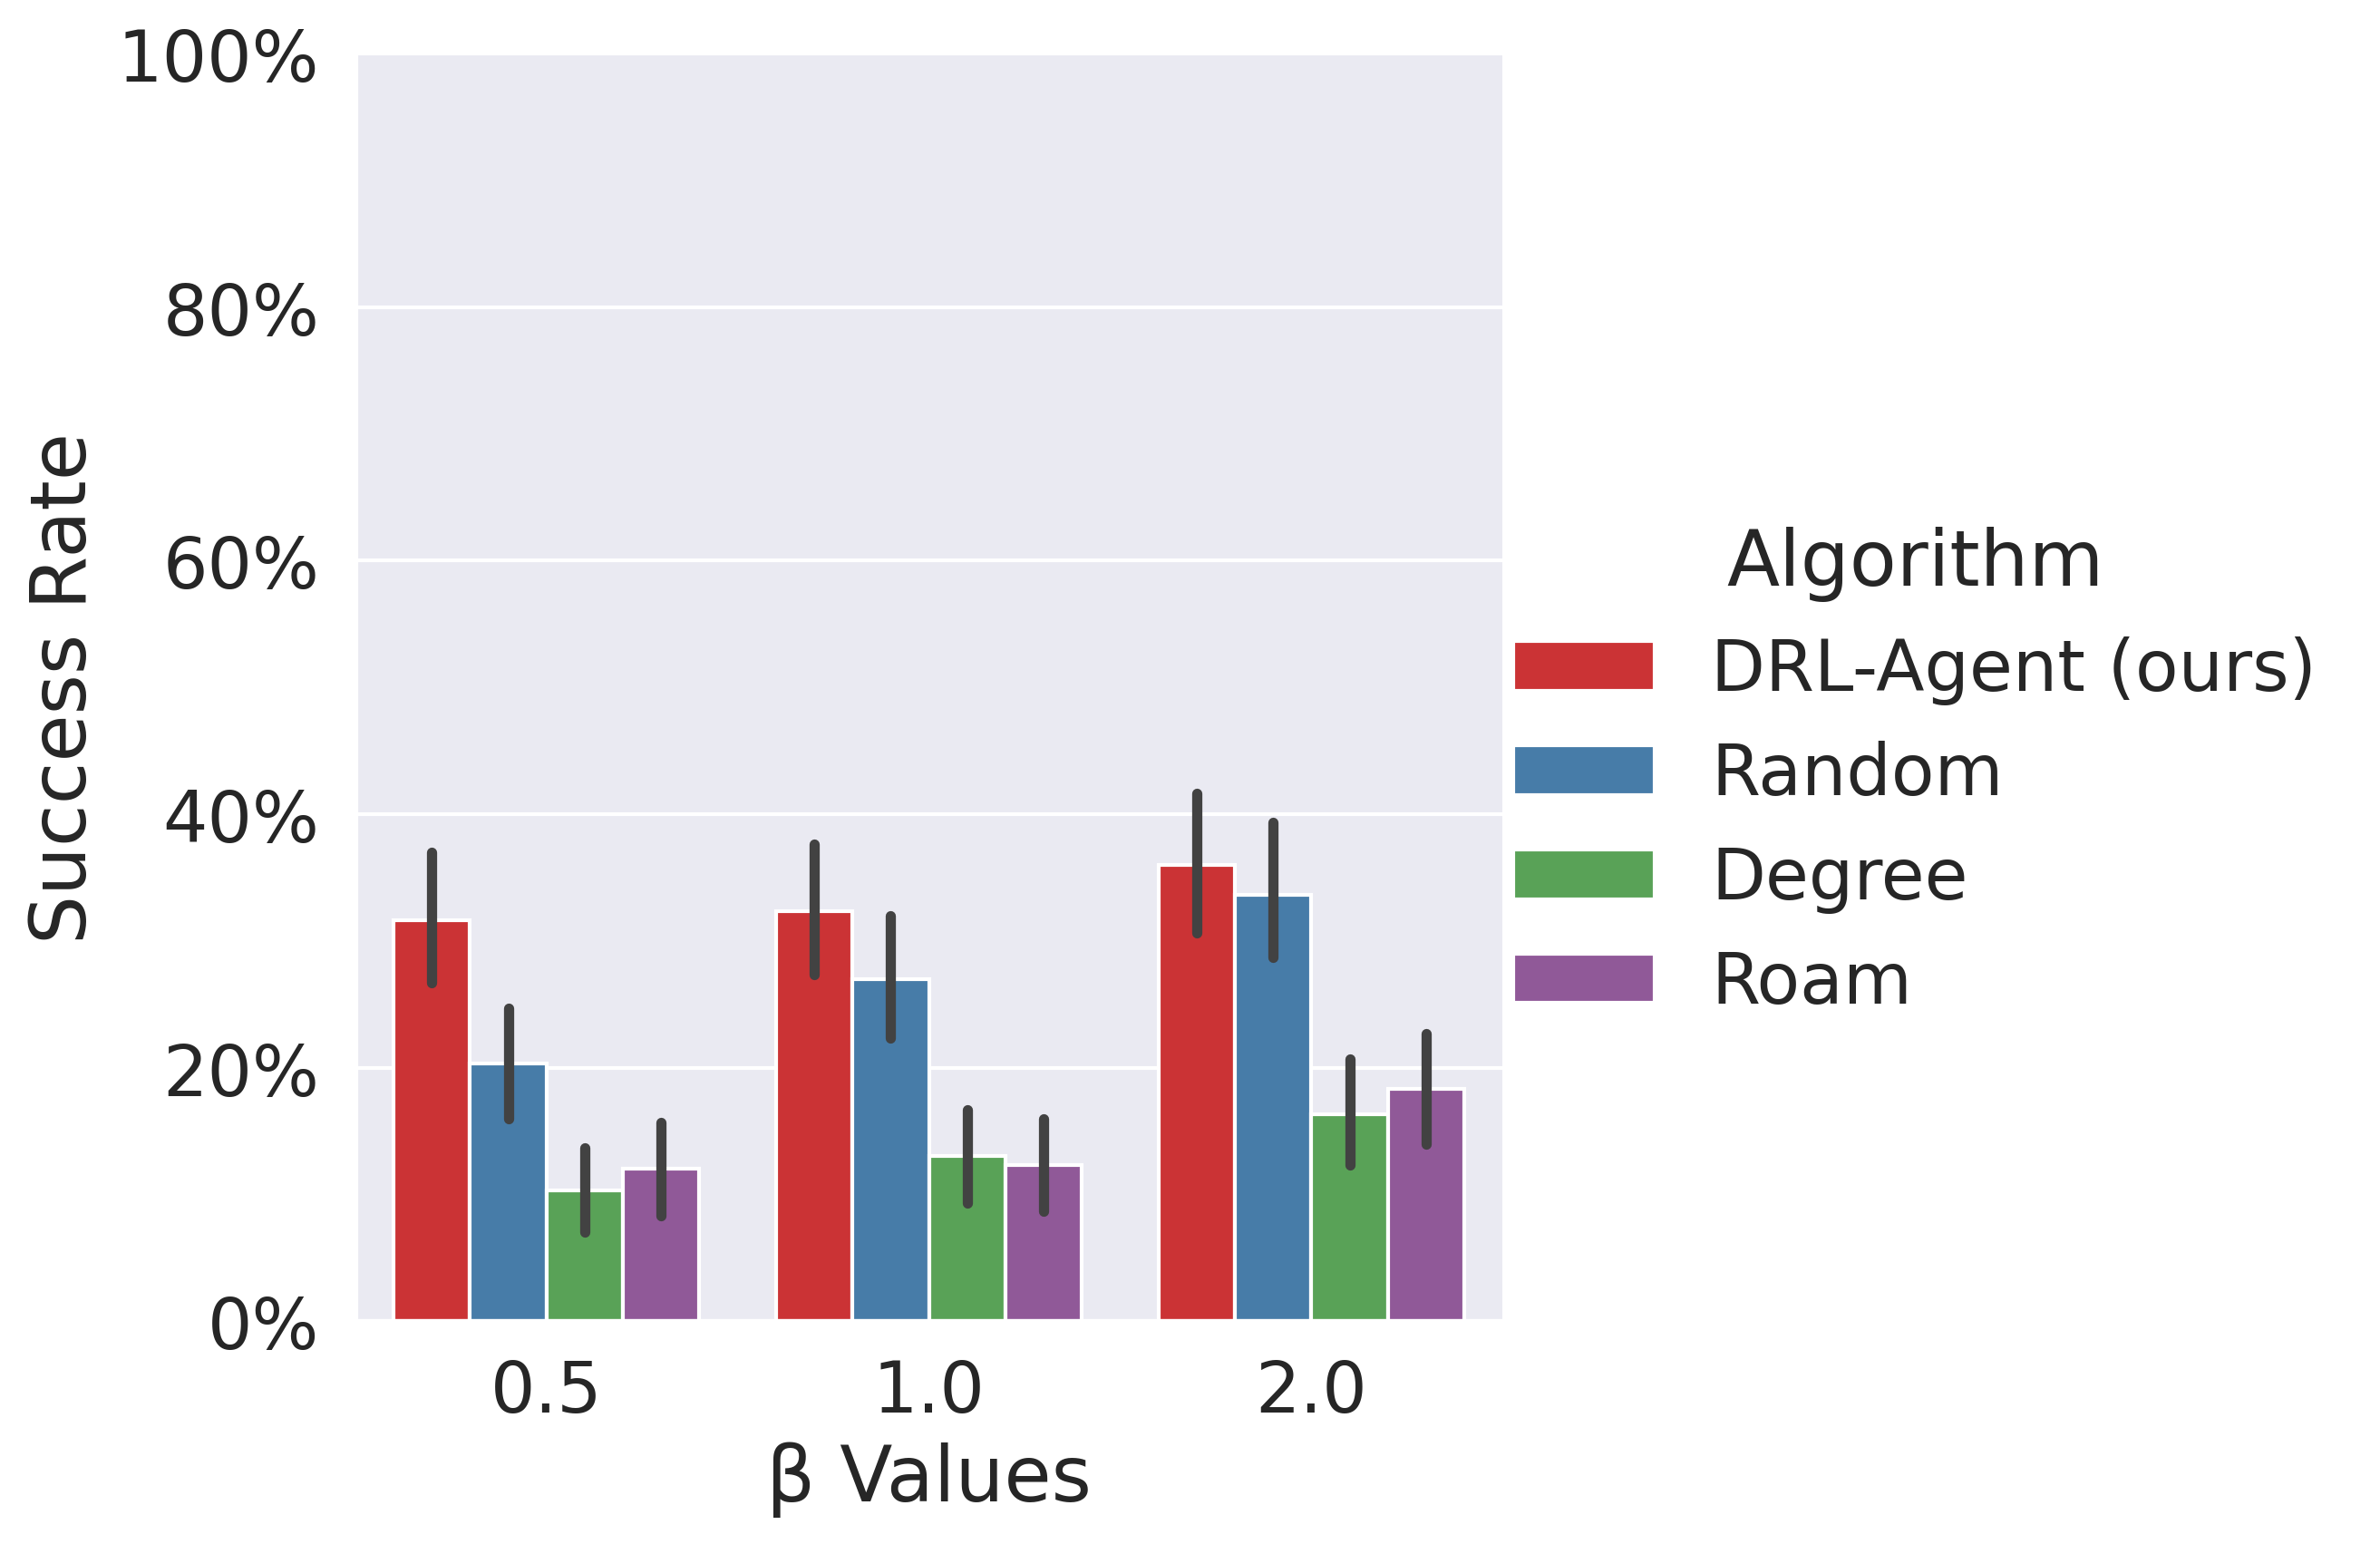 100%
80%
60%
40%
20%
0%
Success Rate
0.5 1.0 2.0
β Values
Algorithm
DRL-Agent (ours)
Random
Degree
Roam